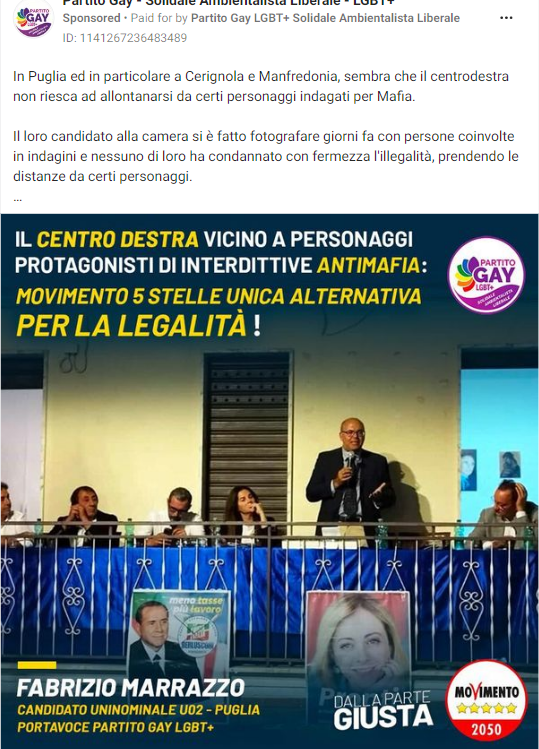 Partito Gay - Solidale Ambientalista Liberale - LGBT+
Sponsored • Paid for by Partito Gay LGBT+ Solidale Ambientalista Liberale
ID: 1141267236483489
In Puglia ed in particolare a Cerignola e Manfredonia, sembra che il centrodestra
non riesca ad allontanarsi da certi personaggi indagati per Mafia.
Il loro candidato alla camera si è fatto fotografare giorni fa con persone coinvolte
in indagini e nessuno di loro ha condannato con fermezza l'illegalità, prendendo le
distanze da certi personaggi.
...
IL CENTRO DESTRA VICINO A PERSONAGGI
PROTAGONISTI DI INTERDITTIVE ANTIMAFIA:
MOVIMENTO 5 STELLE UNICA ALTERNATIVA
PER LA LEGALITÀ !
PARTITO
GAY
LGBT+
SOLIDALE AMBIENTALISTA
LIBERALE
meno tasse
più lavoro
FORZA
ITALIA
BERLUSCONI
FABRIZIO MARRAZZO
CANDIDATO UNINOMINALE U02 - PUGLIA
PORTAVOCE PARTITO GAY LGBT+
DALLA PARTE
GIUSTA
MOVIMENTO
2050